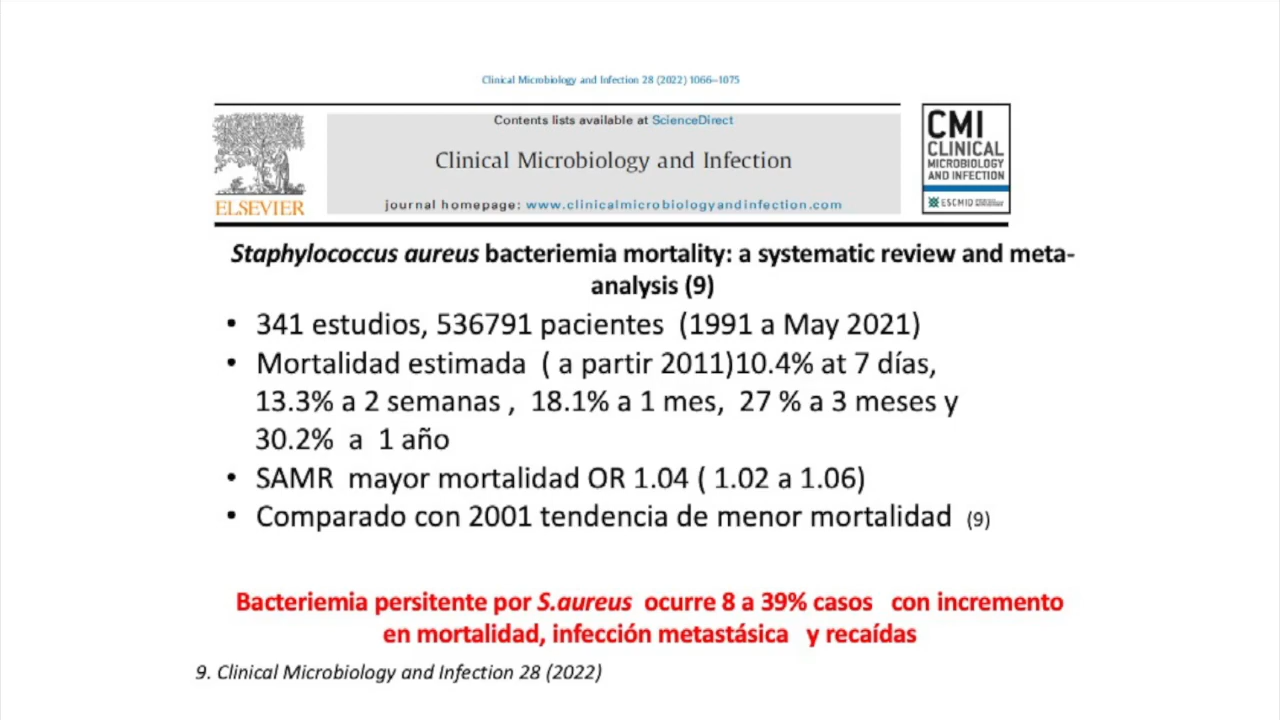 Clinical Microbiology and Infection 28 (2022) 1066–1075
Contents lists available at ScienceDirect
Clinical Microbiology and Infection
journal homepage: www.clinicalmicrobiologyandinfection.com
ELSEVIER
CMI
CLINICAL
MICROBIOLOGY
AND INFECTION
ESCMID
Staphylococcus aureus bacteriemia mortality: a systematic review and meta-
analysis (9)
• 341 estudios, 536791 pacientes (1991 a May 2021)
• Mortalidad estimada ( a partir 2011)10.4% at 7 días,
13.3% a 2 semanas , 18.1% a 1 mes, 27 % a 3 meses y
30.2% a 1 año
• SAMR mayor mortalidad OR 1.04 ( 1.02 a 1.06)
• Comparado con 2001 tendencia de menor mortalidad (9)
Bacteriemia persitente por S.aureus ocurre 8 a 39% casos con incremento
en mortalidad, infección metastásica y recaídas
9. Clinical Microbiology and Infection 28 (2022)